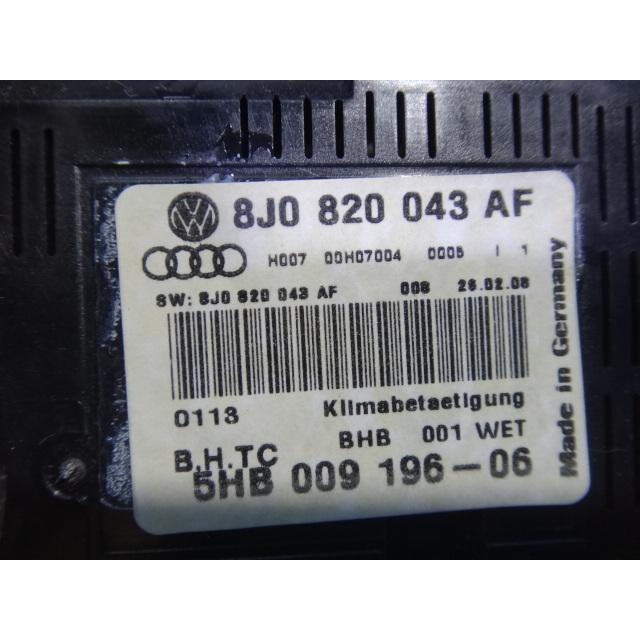 8J0 820 043 AF
H007 00H07004 0005 I 1
SW: 8J0 820 043 AF 008 26.02.08
0113 Klimabetaetigung
BHB 001 WET
B.H.TC
5HB 009 196-06
Made in Germany